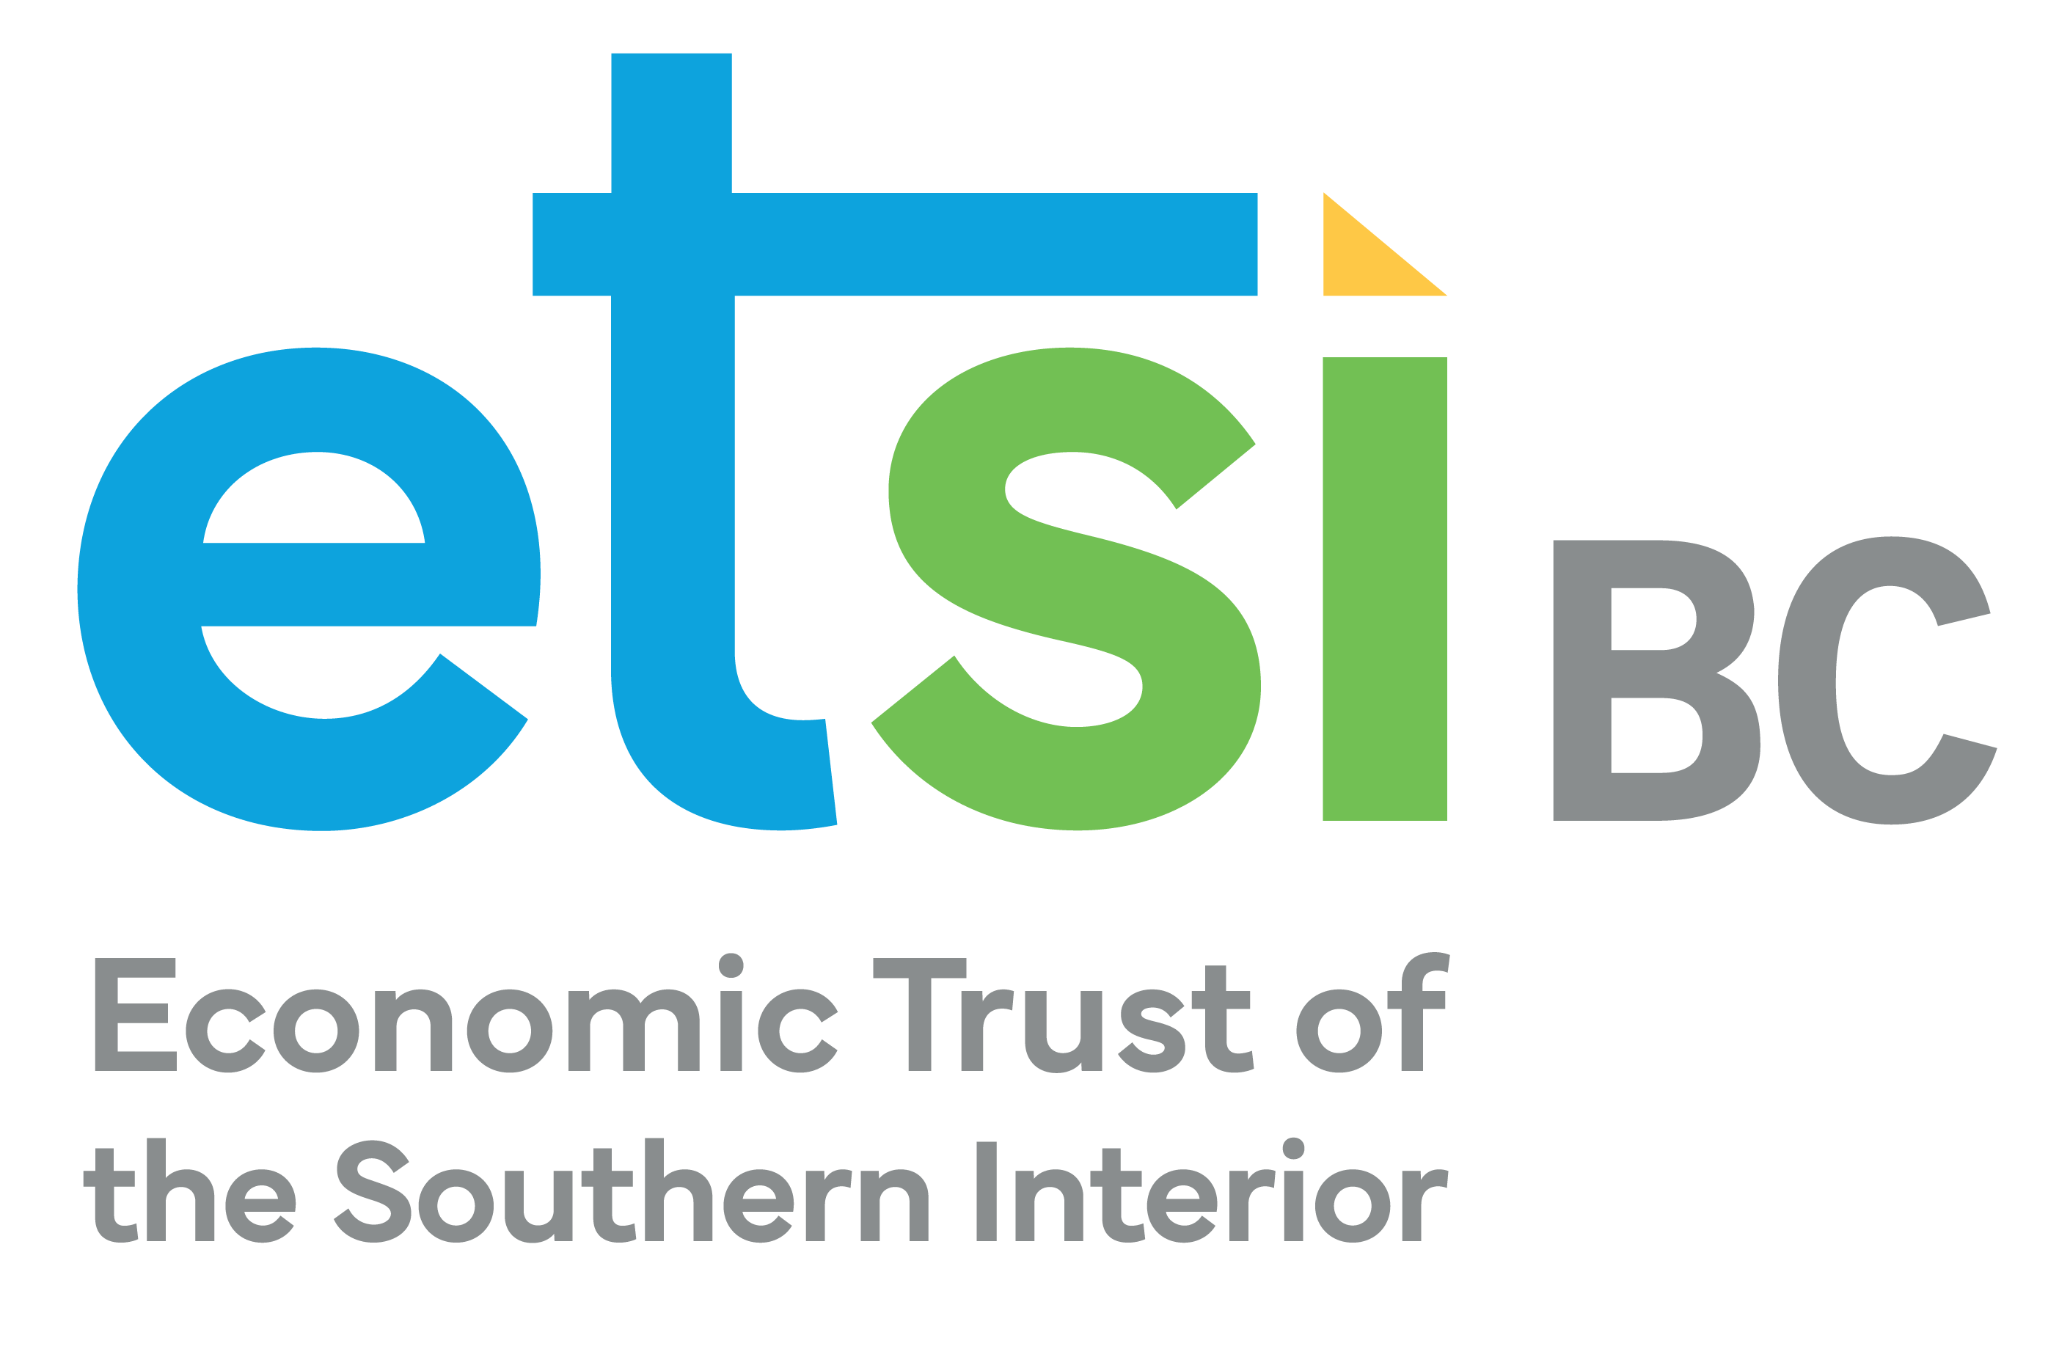 etsi BC
Economic Trust of
the Southern Interior